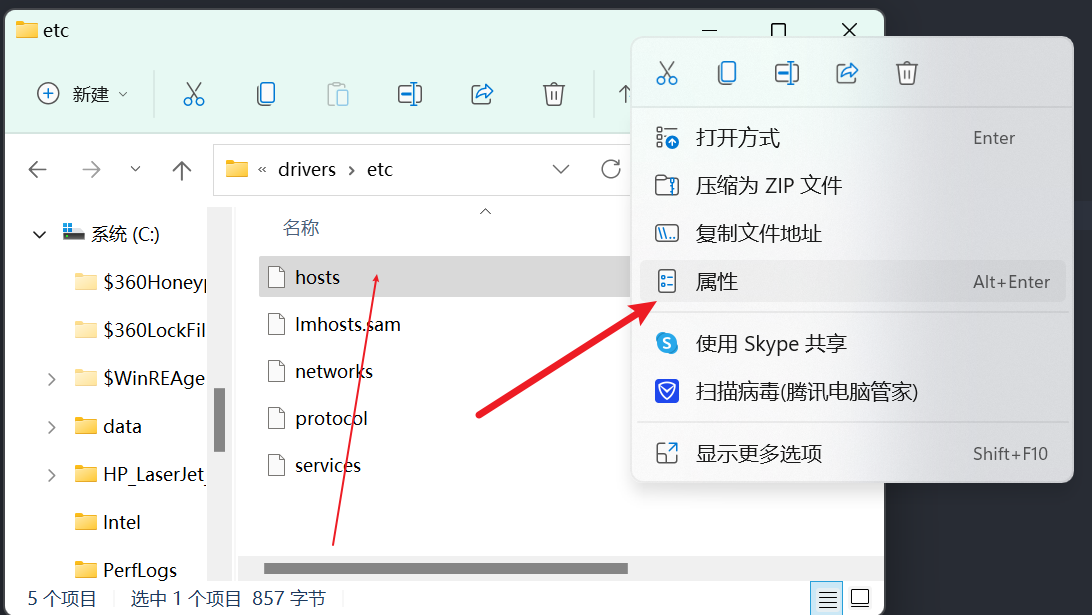 etc
新建
« drivers › etc
系统 (C:)
$360Honeyp
$360LockFil
$WinREAge
data
HP_LaserJet_
Intel
PerfLogs
名称
hosts
lmhosts.sam
networks
protocol
services
5 个项目 选中 1 个项目 857 字节
打开方式 Enter
压缩为 ZIP 文件
复制文件地址
属性 Alt+Enter
使用 Skype 共享
扫描病毒(腾讯电脑管家)
显示更多选项 Shift+F10